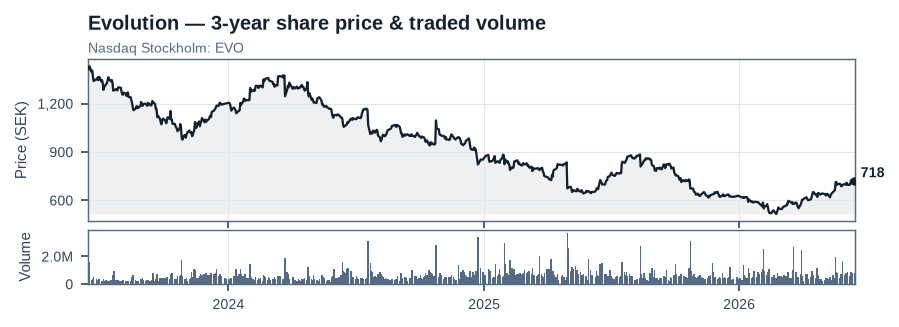 Evolution — 3-year share price & traded volume
Nasdaq Stockholm: EVO
Price (SEK)
1,200
900
600
718
Volume
2.0M
0
2024
2025
2026